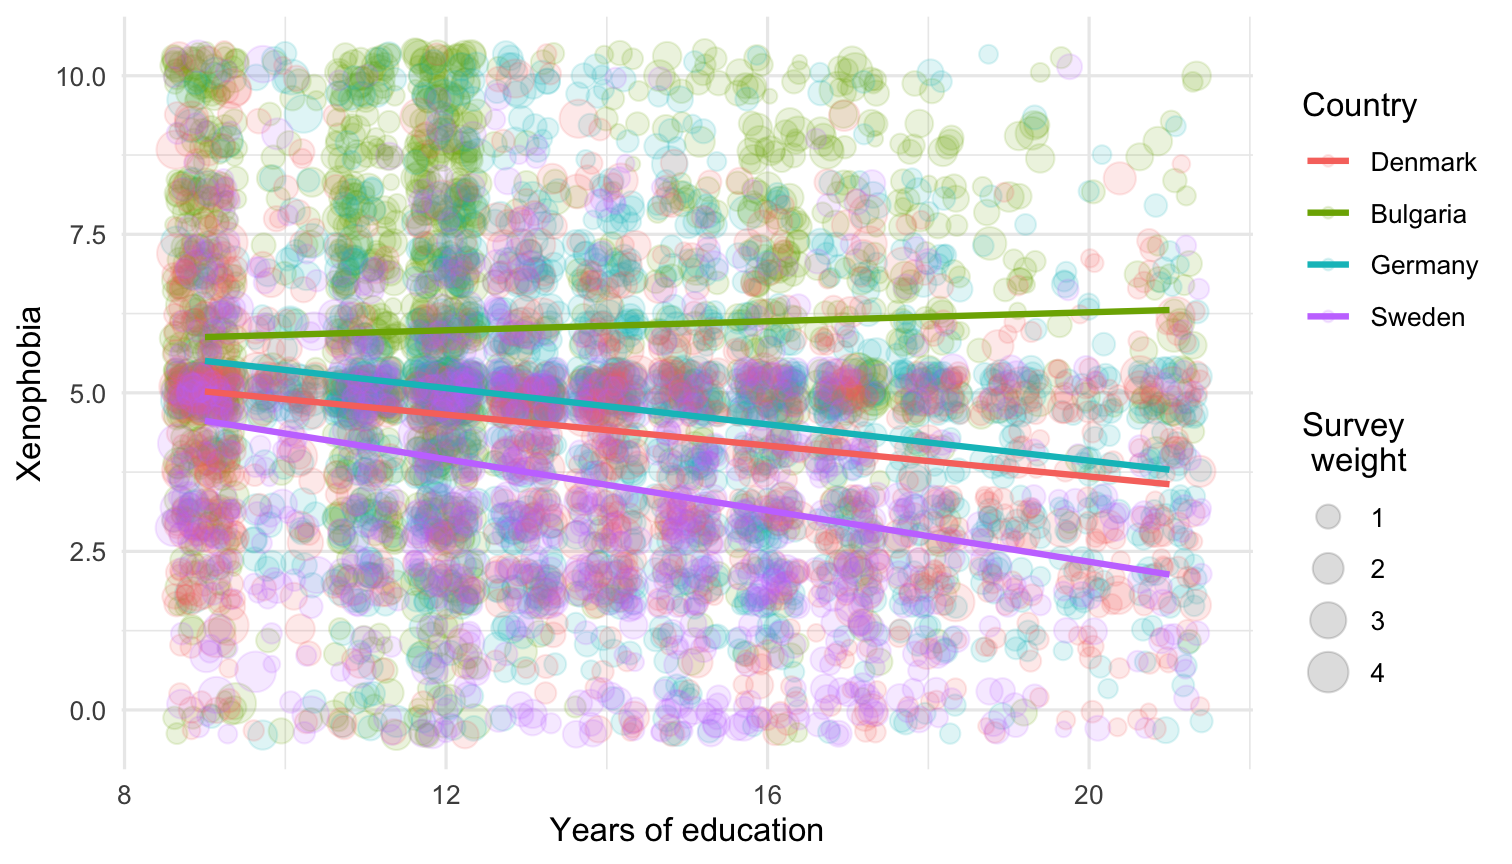 Xenophobia
10.0
7.5
5.0
2.5
0.0
8
12
16
20
Years of education
Country
Denmark
Bulgaria
Germany
Sweden
Survey
weight
1
2
3
4